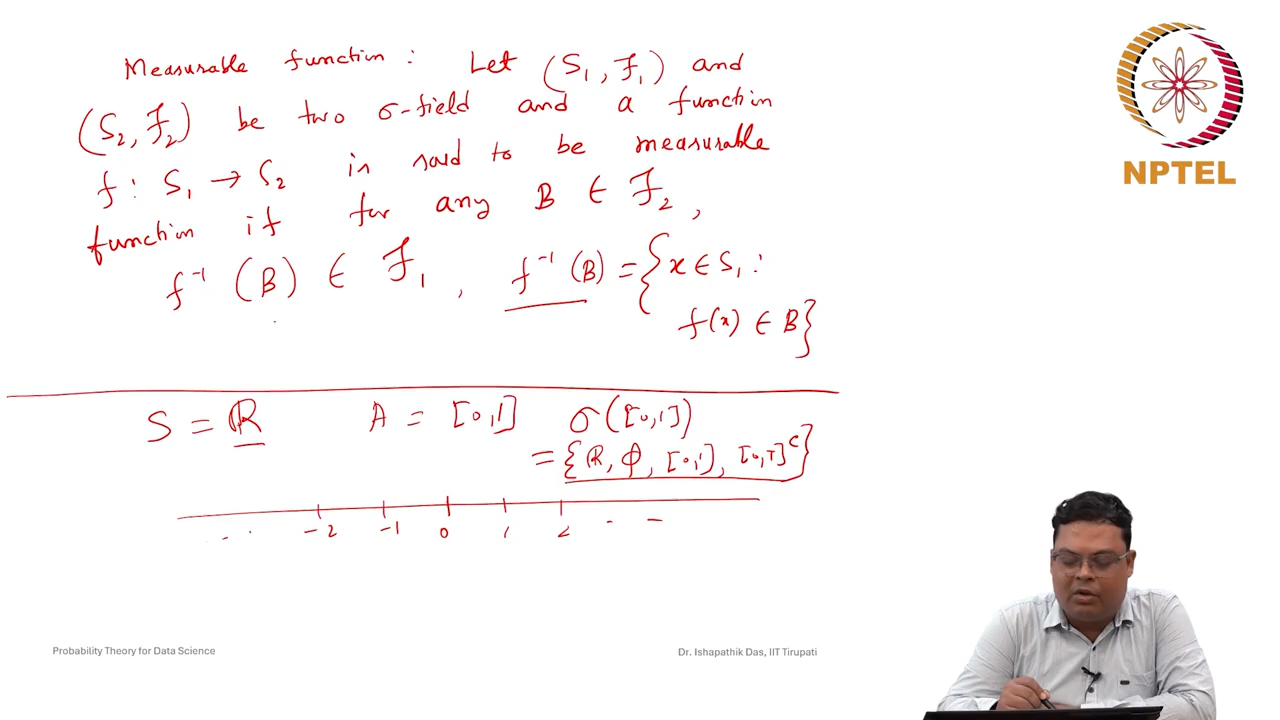 Measurable function : Let (S₁, ℱ₁) and
(S₂, ℱ₂) be two σ-field and a function
f : S₁ → S₂ is said to be measurable
function if for any B ∈ ℱ₂ ,
f⁻¹ (B) ∈ ℱ₁ , f⁻¹ (B) = { x ∈ S₁ :
f(x) ∈ B }
S = ℝ A = [0,1] σ([0,1])
= {ℝ, φ, [0,1], [0,1]ᶜ}
-2 -1 0 1 2
NPTEL
Probability Theory for Data Science
Dr. Ishapathik Das, IIT Tirupati